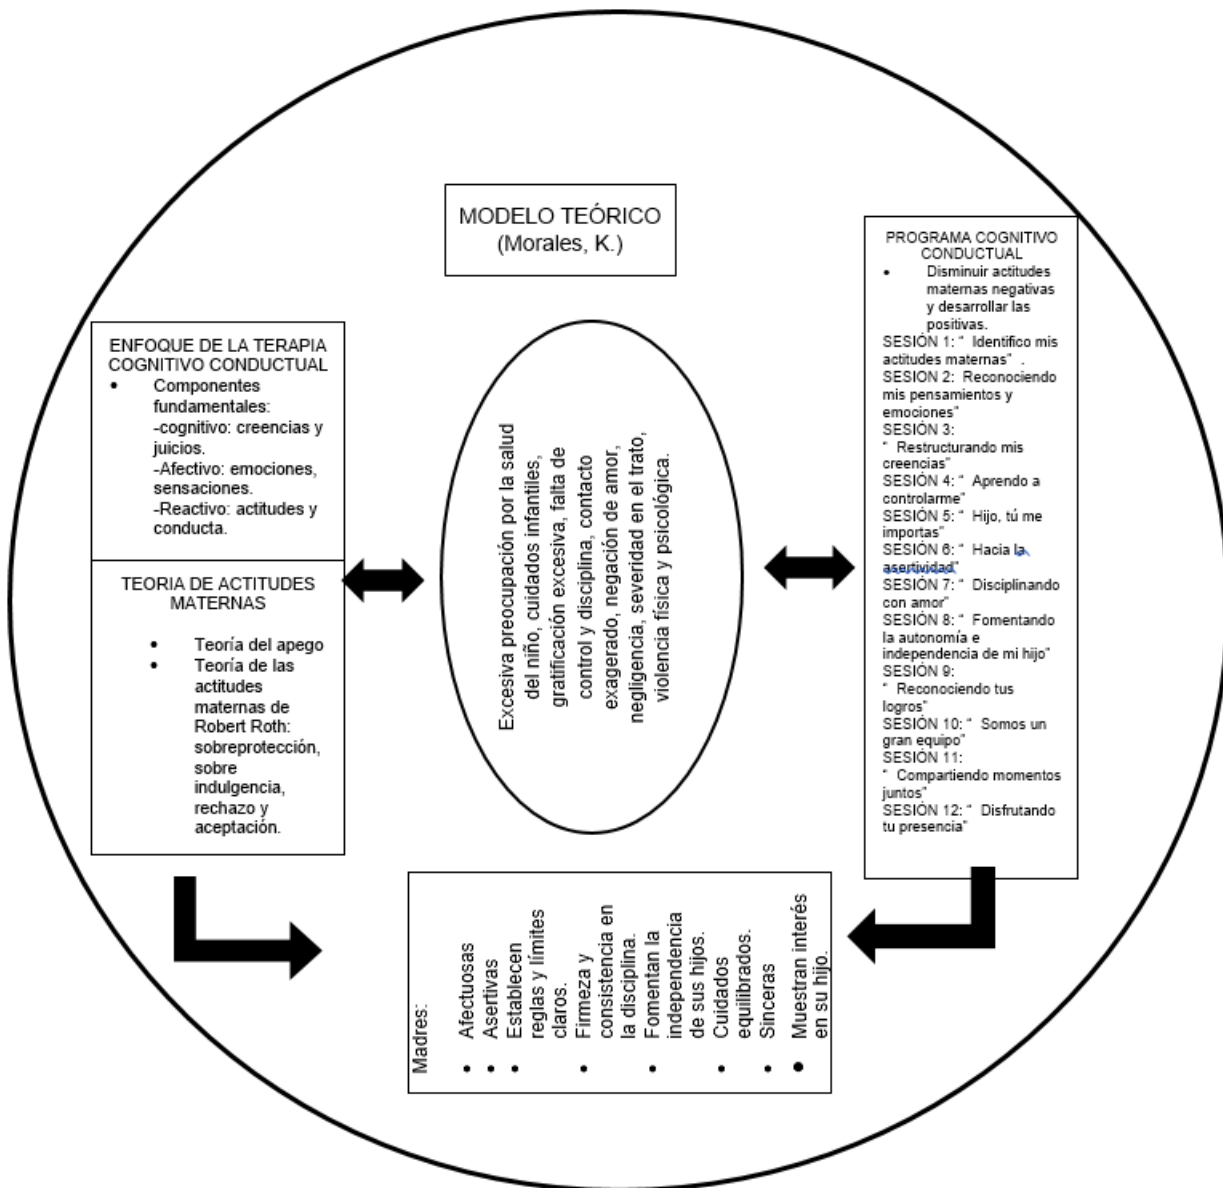 MODELO TEÓRICO
(Morales, K.)
ENFOQUE DE LA TERAPIA
COGNITIVO CONDUCTUAL
• Componentes
fundamentales:
-cognitivo: creencias y
juicios.
-Afectivo: emociones,
sensaciones.
-Reactivo: actitudes y
conducta.
TEORIA DE ACTITUDES
MATERNAS
• Teoría del apego
• Teoría de las
actitudes
maternas de
Robert Roth:
sobreprotección,
sobre
indulgencia,
rechazo y
aceptación.
Excesiva preocupación por la salud
del niño, cuidados infantiles,
gratificación excesiva, falta de
control y disciplina, contacto
exagerado, negación de amor,
negligencia, severidad en el trato,
violencia física y psicológica.
PROGRAMA COGNITIVO
CONDUCTUAL
• Disminuir actitudes
maternas negativas
y desarrollar las
positivas.
SESIÓN 1: “ Identifico mis
actitudes maternas” .
SESIÓN 2: Reconociendo
mis pensamientos y
emociones”
SESIÓN 3:
“ Restructurando mis
creencias”
SESIÓN 4: “ Aprendo a
controlarme”
SESIÓN 5: “ Hijo, tú me
importas”
SESIÓN 6: “ Hacia la
asertividad”
SESIÓN 7: “ Disciplinando
con amor”
SESIÓN 8: “ Fomentando
la autonomía e
independencia de mi hijo”
SESIÓN 9:
“ Reconociendo tus
logros”
SESIÓN 10: “ Somos un
gran equipo”
SESIÓN 11:
“ Compartiendo momentos
juntos”
SESIÓN 12: “ Disfrutando
tu presencia”
Madres:
• Afectuosas
• Asertivas
• Establecen
reglas y límites
claros.
• Firmeza y
consistencia en
la disciplina.
• Fomentan la
independencia
de sus hijos.
• Cuidados
equilibrados.
• Sinceras
• Muestran interés
en su hijo.